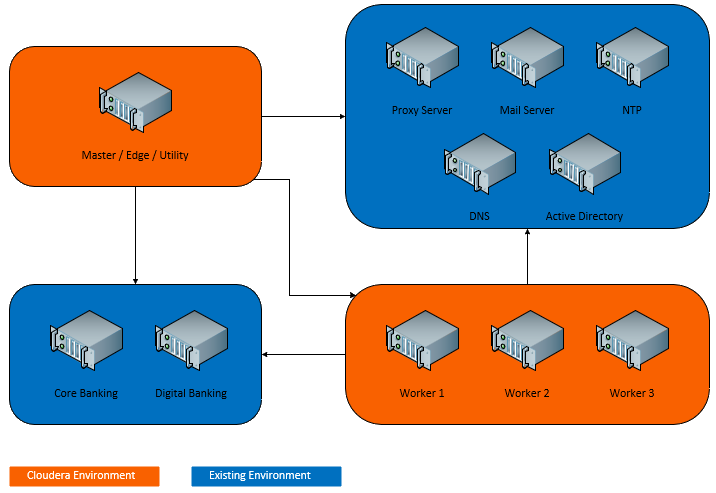 Master / Edge / Utility
Proxy Server
Mail Server
NTP
DNS
Active Directory
Core Banking
Digital Banking
Worker 1
Worker 2
Worker 3
Cloudera Environment
Existing Environment